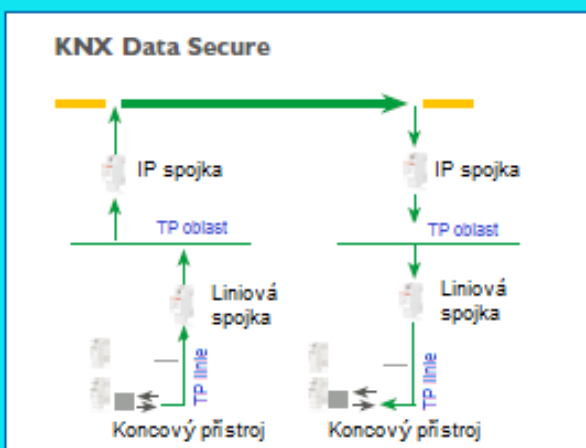 KNX Data Secure
IP spojka
IP spojka
TP oblast
TP oblast
Liniová
spojka
Liniová
spojka
TP linie
TP linie
Koncový přístroj
Koncový přístroj